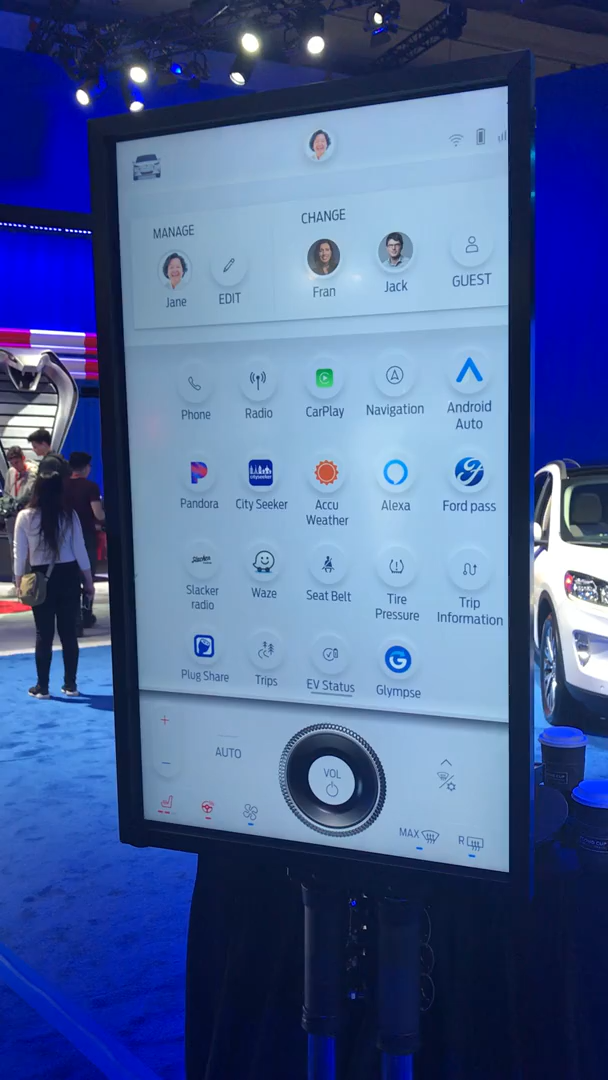 MANAGE
CHANGE
Jane
EDIT
Fran
Jack
GUEST
Phone
Radio
CarPlay
Navigation
Android
Auto
cityseeker
Pandora
City Seeker
Accu
Weather
Alexa
Ford pass
Slacker
Slacker
radio
Waze
Seat Belt
Tire
Pressure
Trip
Information
Plug Share
Trips
EV Status
Glympse
+
−
AUTO
VOL
MAX
R